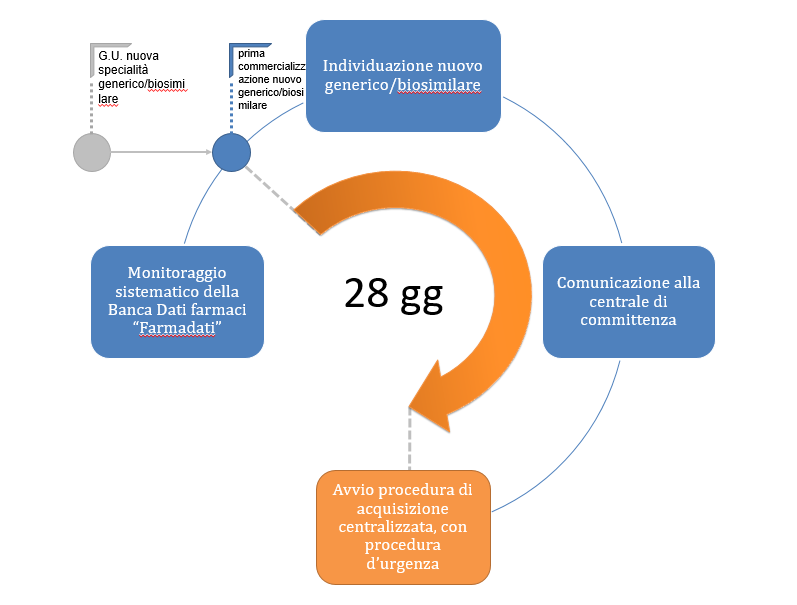 G.U. nuova
specialità
generico/biosimi
lare
prima
commercializz
azione nuovo
generico/biosi
milare
Individuazione nuovo
generico/biosimilare
Monitoraggio
sistematico della
Banca Dati farmaci
“Farmadati”
28 gg
Comunicazione alla
centrale di
committenza
Avvio procedura di
acquisizione
centralizzata, con
procedura
d’urgenza